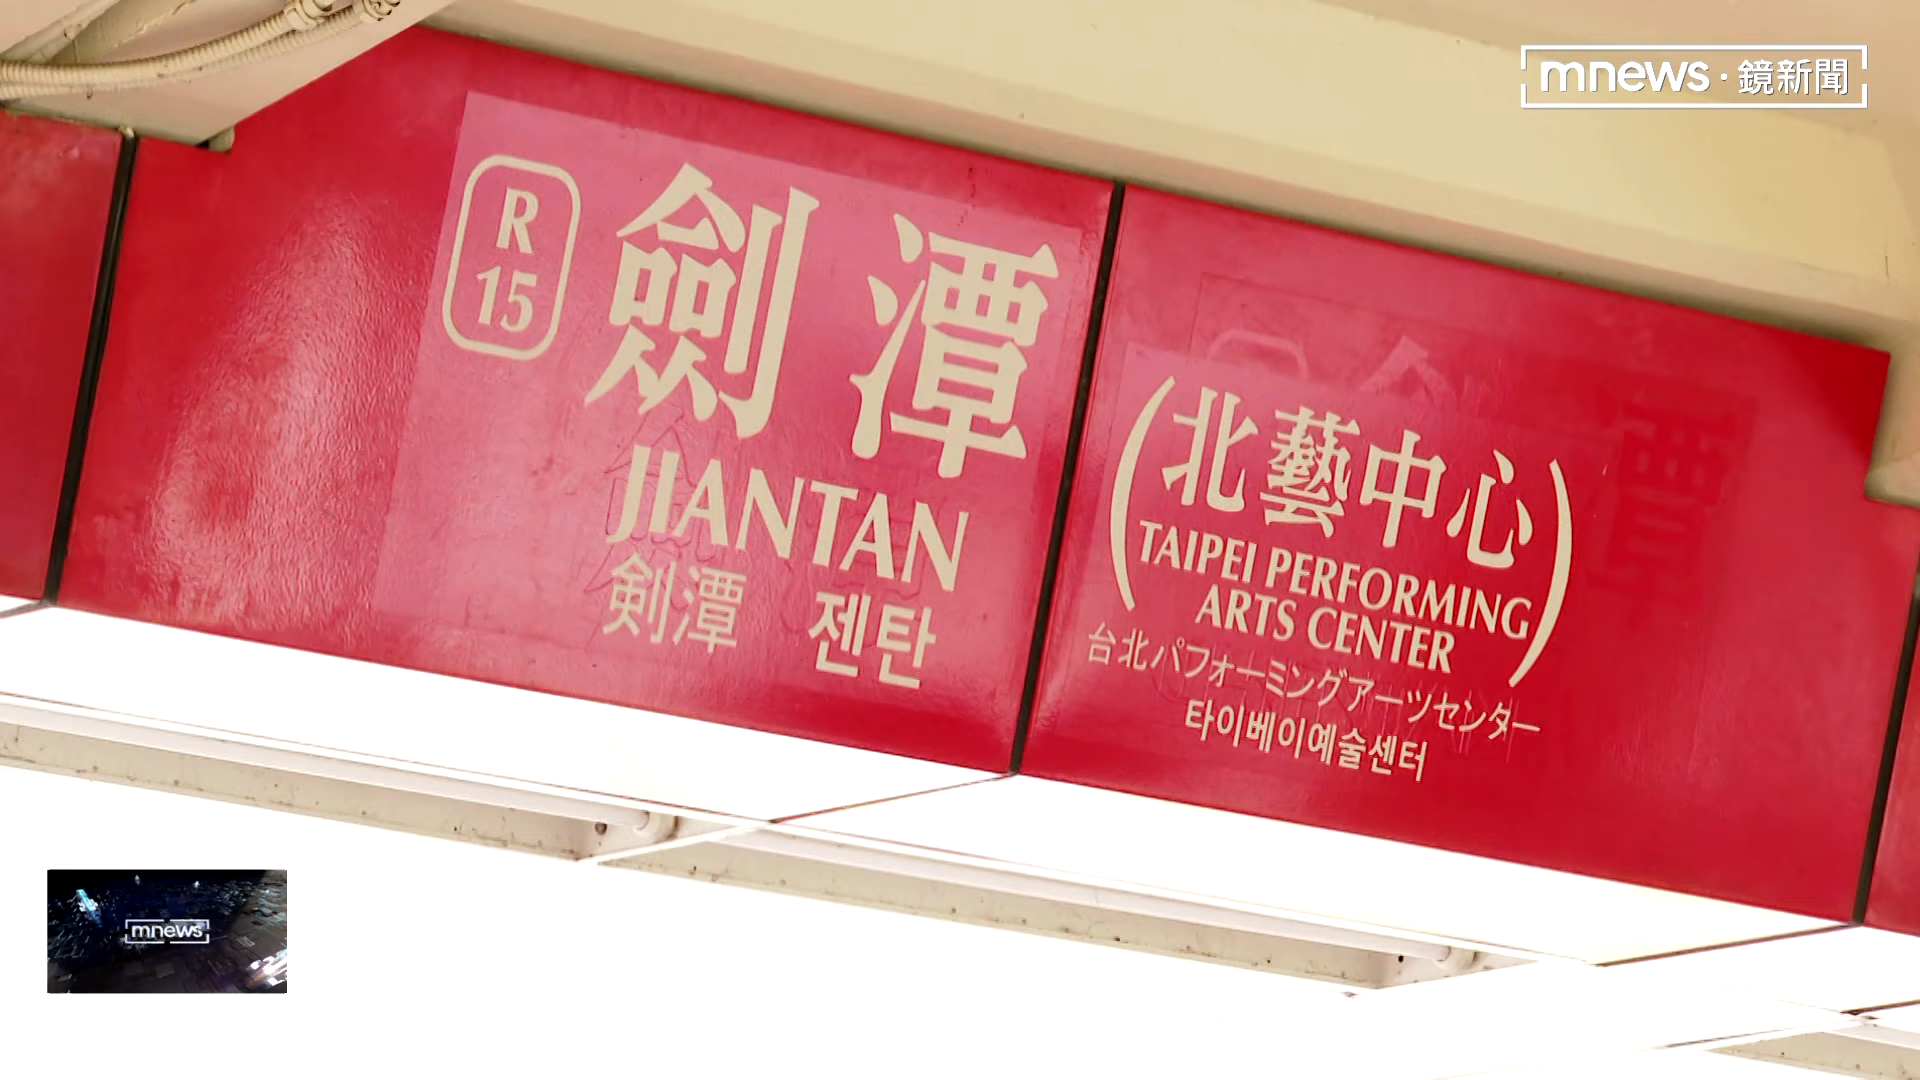 mnews·鏡新聞
R
15
劍潭
JIANTAN
剣潭 젠탄
(北藝中心)
TAIPEI PERFORMING
ARTS CENTER
台北パフォーミングアーツセンター
타이베이예술센터
mnews